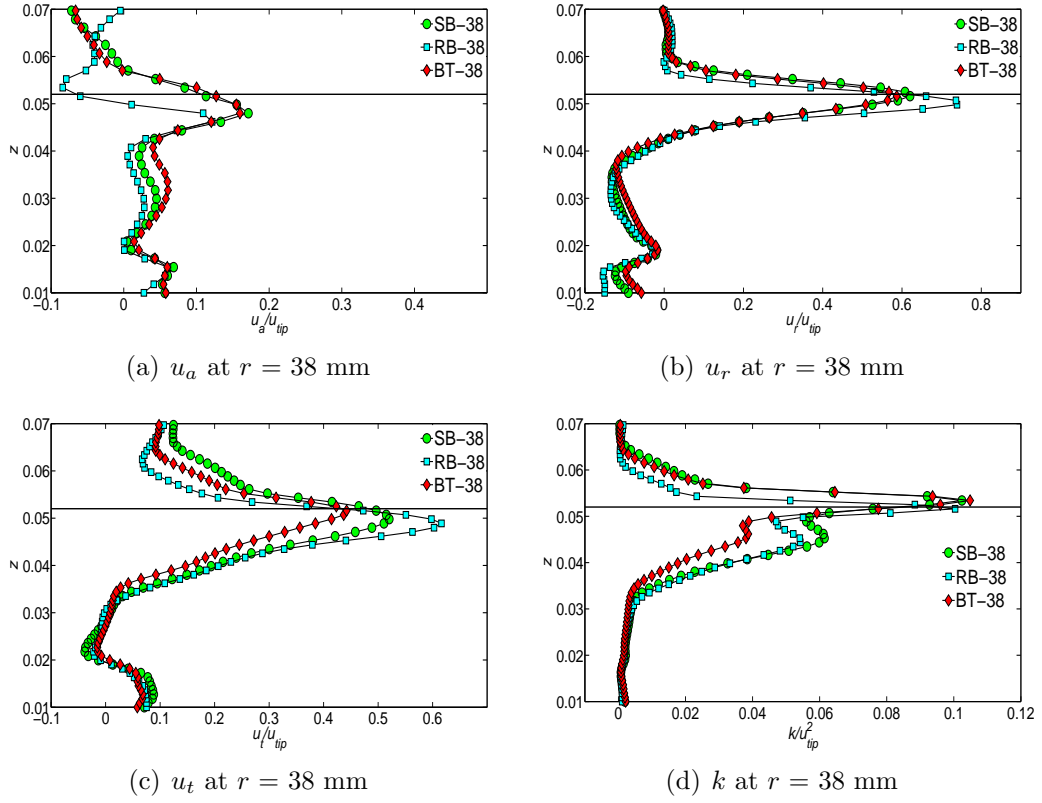 0.07
0.06
0.05
0.04
0.03
0.02
0.01
z
−0.1 0 0.1 0.2 0.3 0.4
u_a/u_tip
SB−38
RB−38
BT−38
(a) u_a at r = 38 mm
0.07
0.06
0.05
0.04
0.03
0.02
0.01
z
−0.2 0 0.2 0.4 0.6 0.8
u_r/u_tip
SB−38
RB−38
BT−38
(b) u_r at r = 38 mm
0.07
0.06
0.05
0.04
0.03
0.02
0.01
z
−0.1 0 0.1 0.2 0.3 0.4 0.5 0.6
u_t/u_tip
SB−38
RB−38
BT−38
(c) u_t at r = 38 mm
0.07
0.06
0.05
0.04
0.03
0.02
0.01
z
0 0.02 0.04 0.06 0.08 0.1 0.12
k/u²_tip
SB−38
RB−38
BT−38
(d) k at r = 38 mm